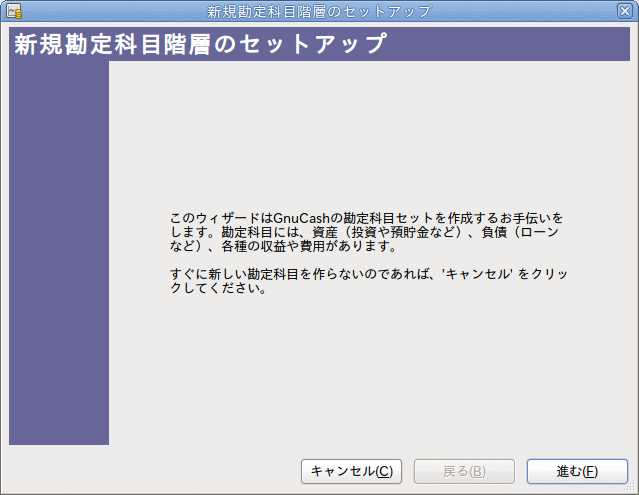 新規勘定科目階層のセットアップ
新規勘定科目階層のセットアップ
このウィザードはGnuCashの勘定科目セットを作成するお手伝いを
します。勘定科目には、資産（投資や預貯金など）、負債（ローン
など）、各種の収益や費用があります。
すぐに新しい勘定科目を作らないのであれば、'キャンセル' をクリッ
クしてください。
キャンセル(C)
戻る(B)
進む(F)